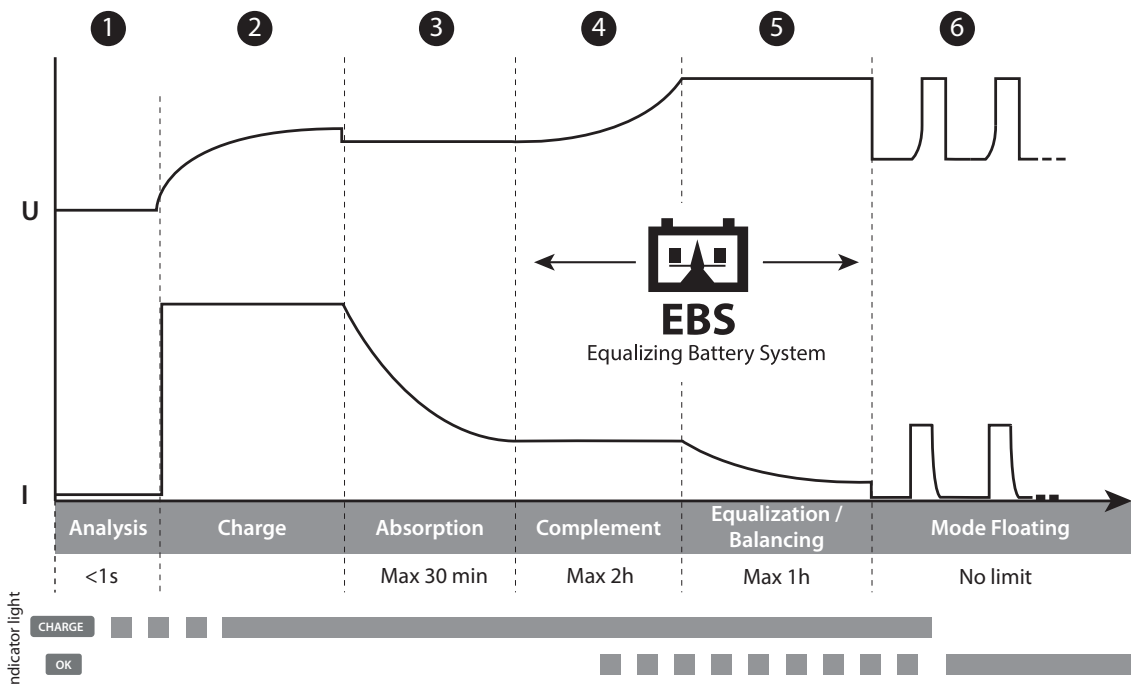 1 2 3 4 5 6
U
EBS
Equalizing Battery System
I
Analysis Charge Absorption Complement Equalization / Balancing Mode Floating
<1s Max 30 min Max 2h Max 1h No limit
ndicator light
CHARGE
OK